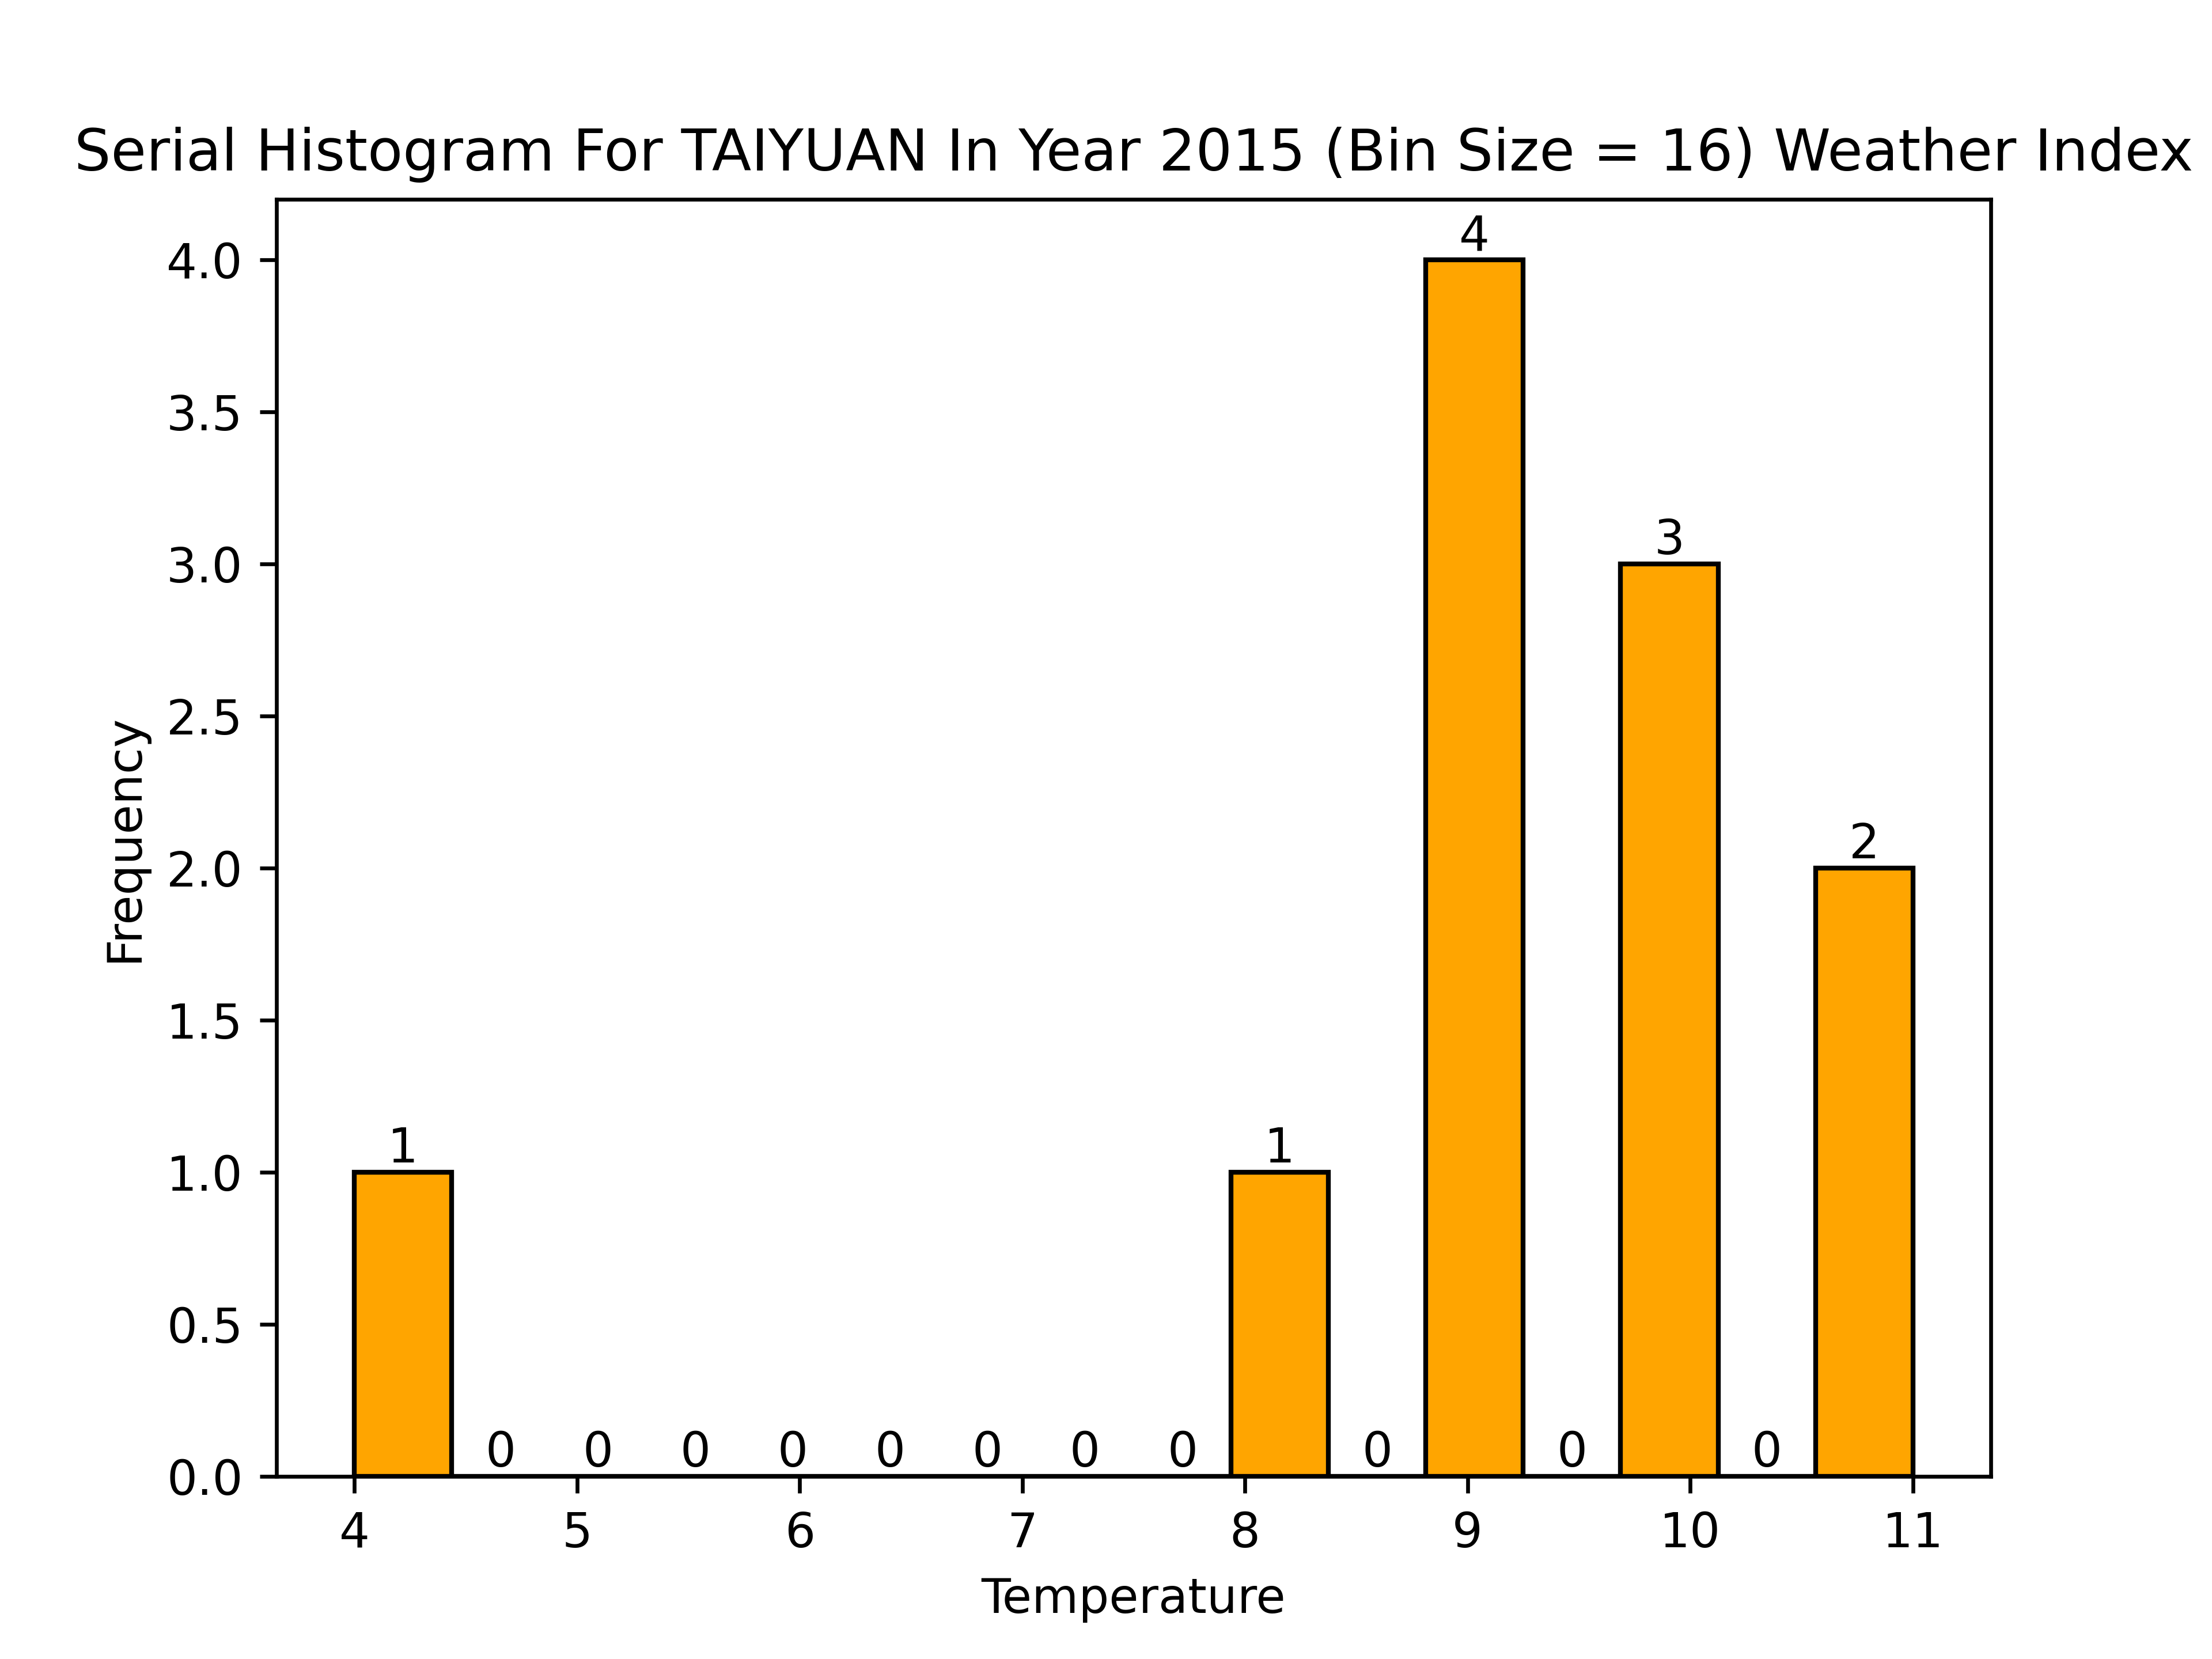 Serial Histogram For TAIYUAN In Year 2015 (Bin Size = 16) Weather Index
4
4.0
3.5
3
3.0
2.5
2
2.0
1.5
1 1
1.0
0.5
0 0 0 0 0 0 0 0 0 0 0
0.0
Frequency
4 5 6 7 8 9 10 11
Temperature